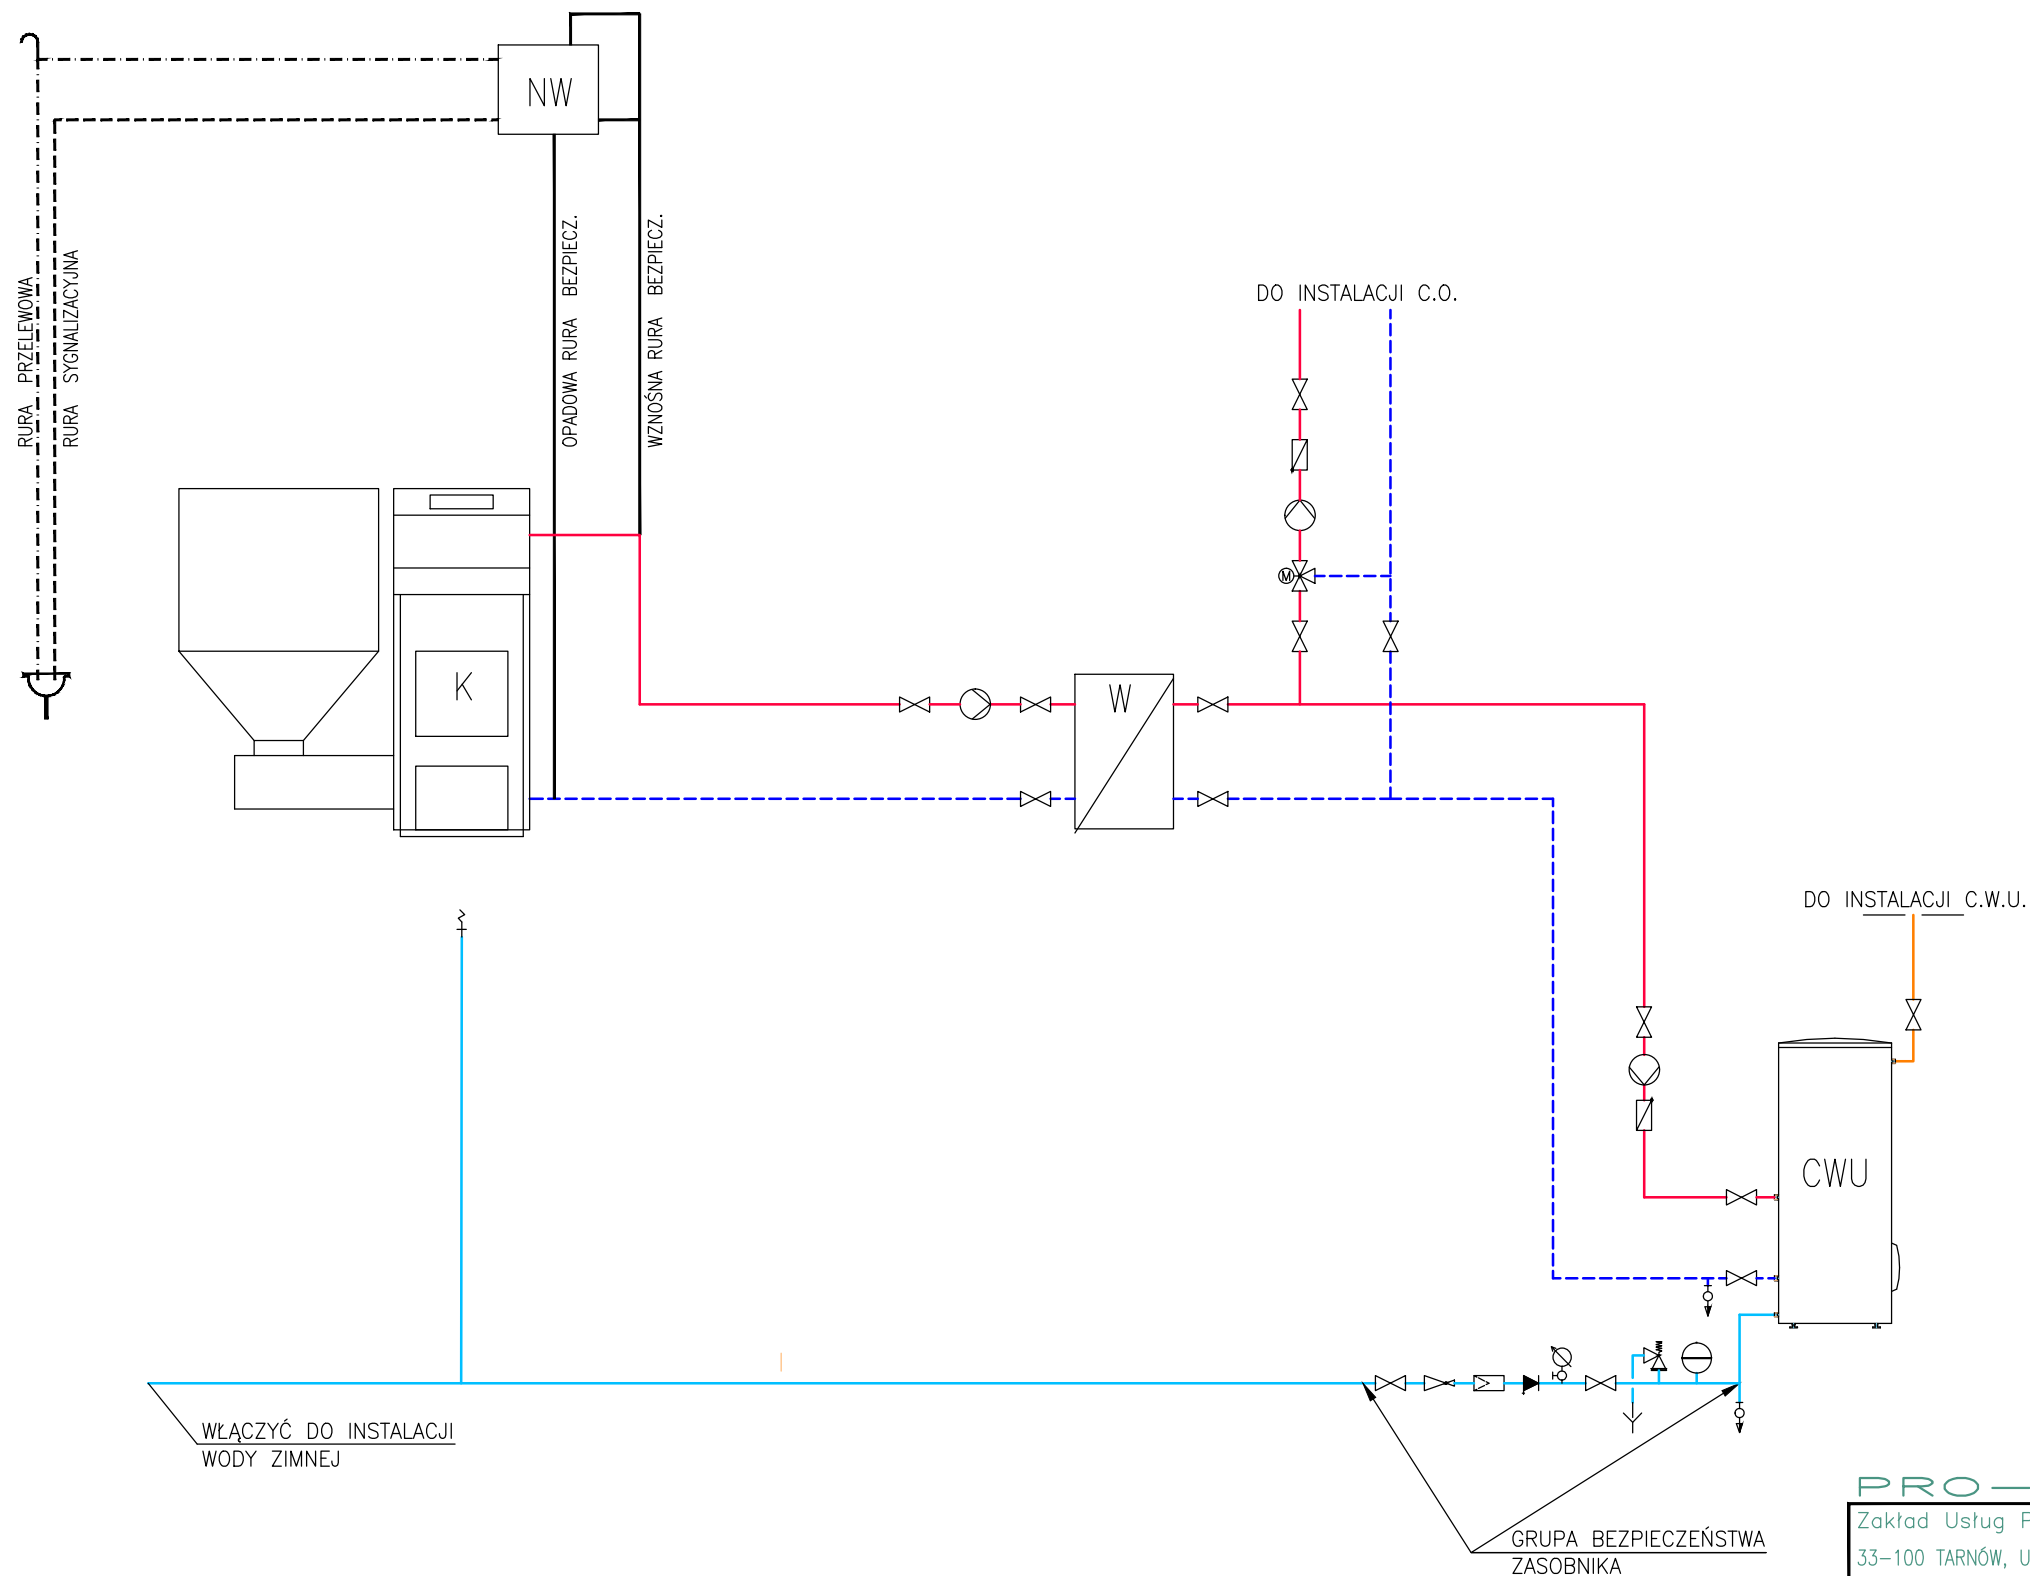 NW
RURA PRZELEWOWA
RURA SYGNALIZACYJNA
OPADOWA RURA BEZPIECZ.
WZNOŚNA RURA BEZPIECZ.
DO INSTALACJI C.O.
M
K
W
DO INSTALACJI C.W.U.
CWU
WŁĄCZYĆ DO INSTALACJI
WODY ZIMNEJ
GRUPA BEZPIECZEŃSTWA
ZASOBNIKA
PRO—
Zakład Usług P
33-100 TARNÓW, U